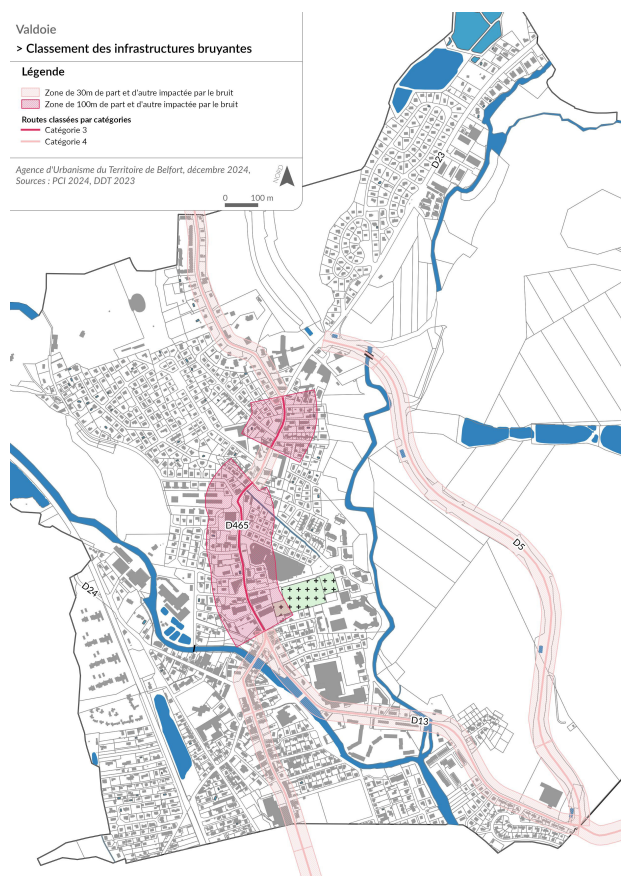 Valdoie
> Classement des infrastructures bruyantes
Légende
Zone de 30m de part et d'autre impactée par le bruit
Zone de 100m de part et d'autre impactée par le bruit
Routes classées par catégories
Catégorie 3
Catégorie 4
Agence d'Urbanisme du Territoire de Belfort, décembre 2024,
Sources : PCI 2024, DDT 2023
NORD
0 100 m
D23
D465
D5
D24
D13